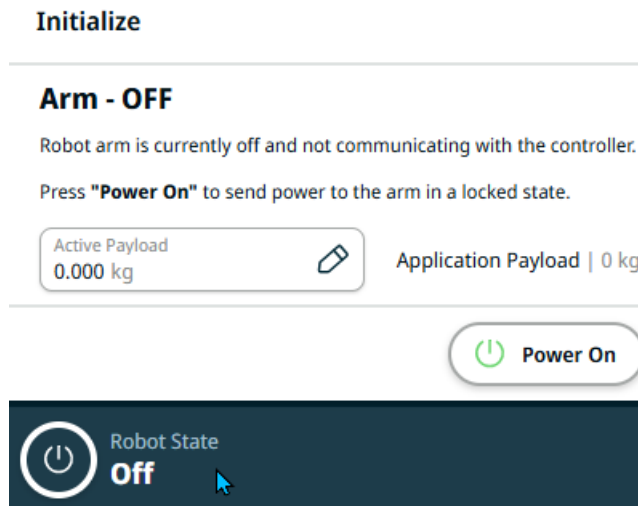 Initialize
Arm - OFF
Robot arm is currently off and not communicating with the controller.
Press "Power On" to send power to the arm in a locked state.
Active Payload
0.000 kg
Application Payload | 0 kg
Power On
Robot State
Off